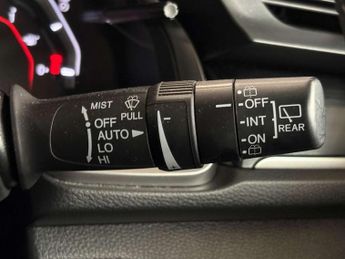 MIST
OFF
PULL
AUTO
LO
HI
OFF
INT
ON
REAR